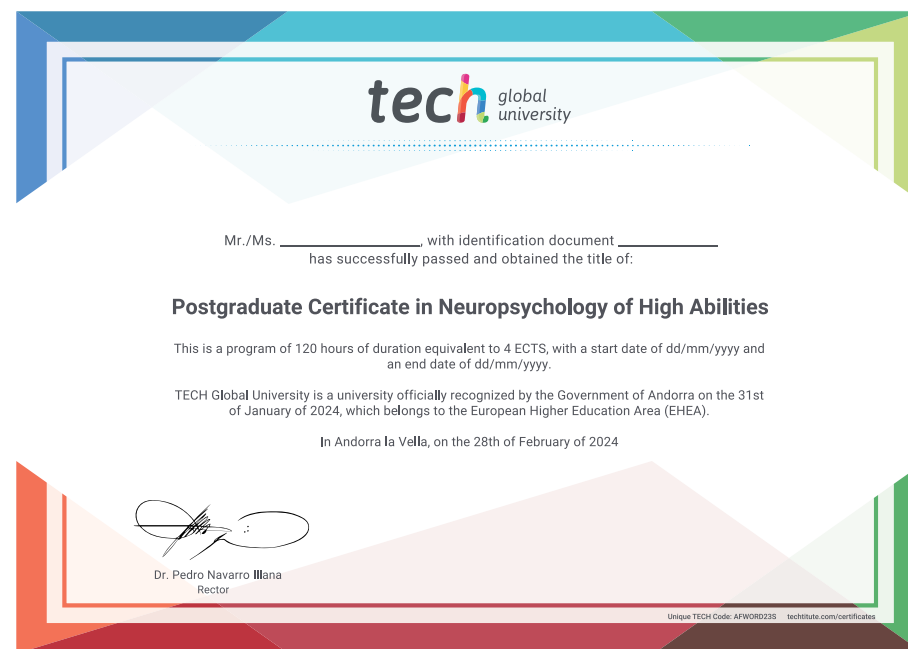 tech global
university
Mr./Ms. ____________, with identification document ____________
has successfully passed and obtained the title of:
Postgraduate Certificate in Neuropsychology of High Abilities
This is a program of 120 hours of duration equivalent to 4 ECTS, with a start date of dd/mm/yyyy and
an end date of dd/mm/yyyy.
TECH Global University is a university officially recognized by the Government of Andorra on the 31st
of January of 2024, which belongs to the European Higher Education Area (EHEA).
In Andorra la Vella, on the 28th of February of 2024
Dr. Pedro Navarro Illana
Rector
Unique TECH Code: AFWORD23S techtitute.com/certificates